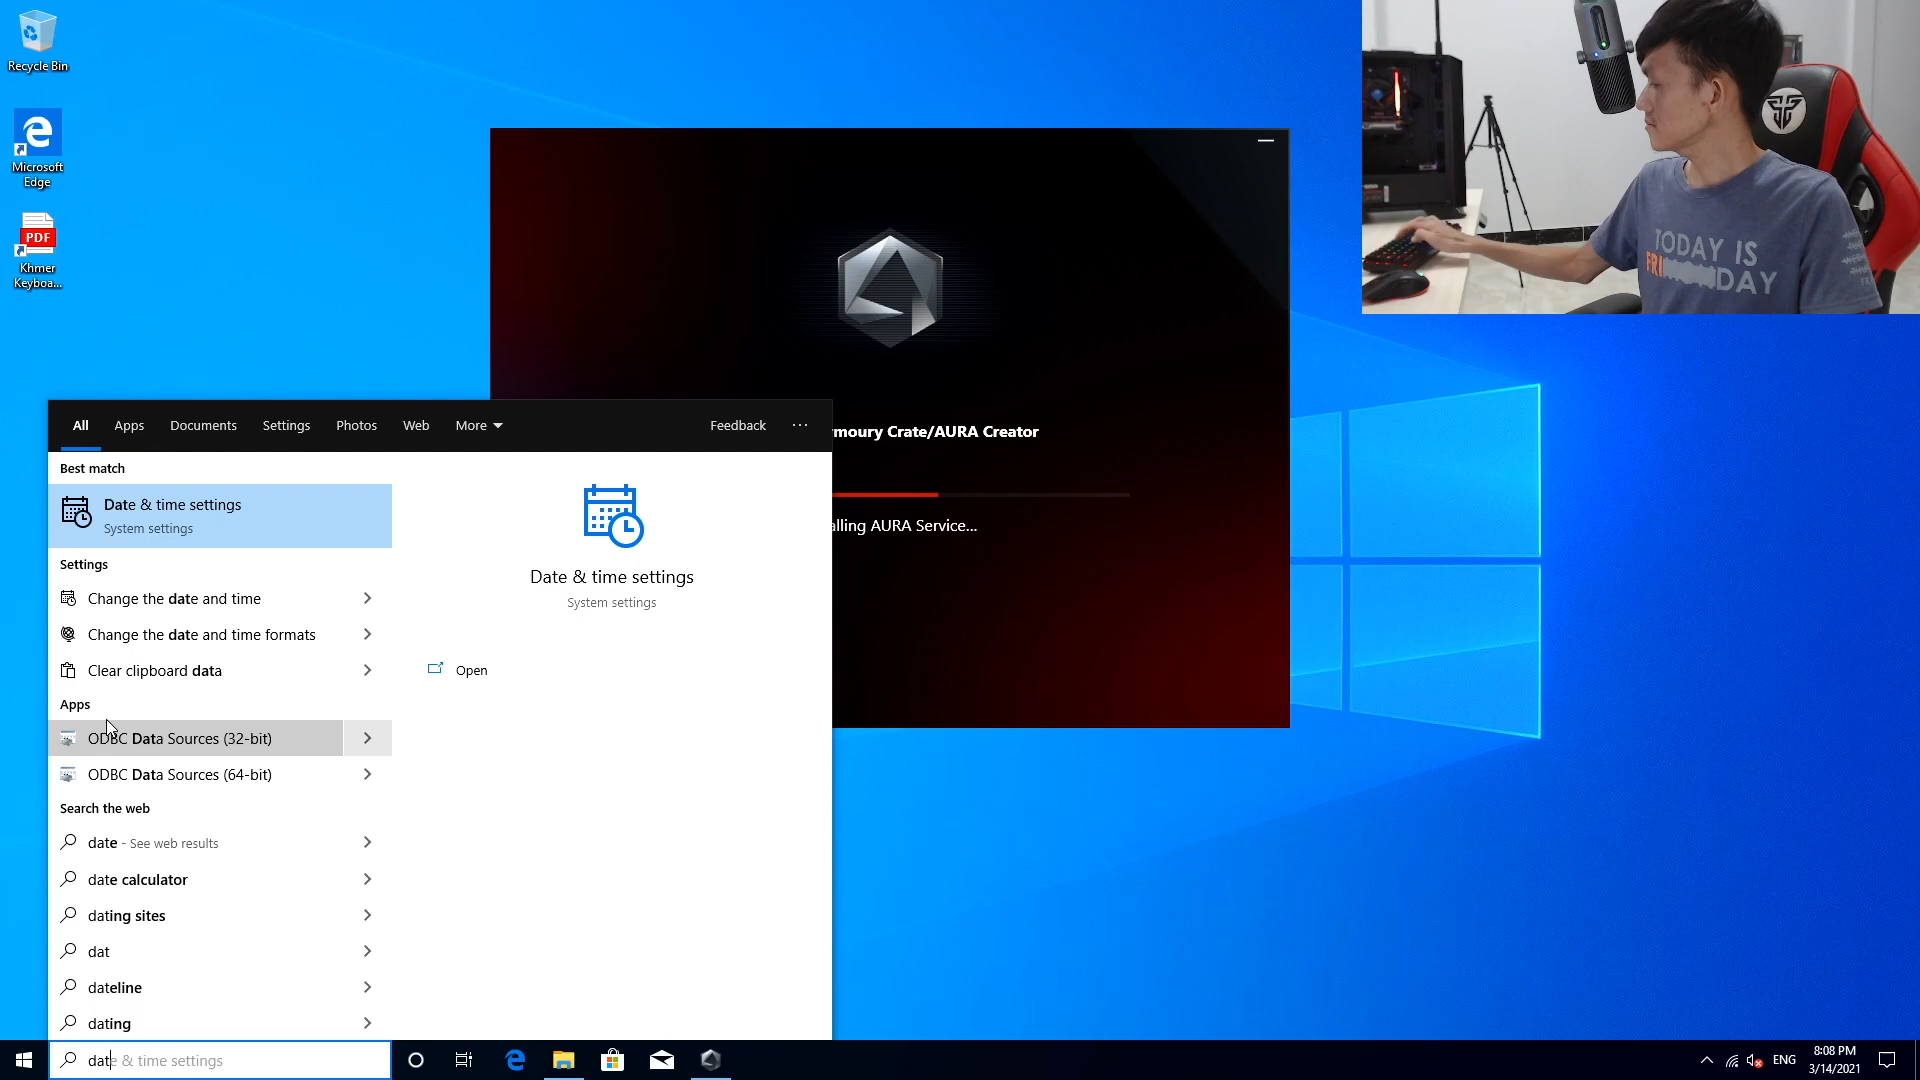 Recycle Bin
Microsoft
Edge
PDF
Khmer
Keyboa...
TODAY IS
FRI
DAY
All
Apps
Documents
Settings
Photos
Web
More
Feedback
...
Best match
Date & time settings
System settings
Settings
Change the date and time
Change the date and time formats
Clear clipboard data
Apps
ODBC Data Sources (32-bit)
ODBC Data Sources (64-bit)
Search the web
date - See web results
date calculator
dating sites
dat
dateline
dating
date & time settings
Date & time settings
System settings
Open
moury Crate/AURA Creator
alling AURA Service...
ENG
8:08 PM
3/14/2021